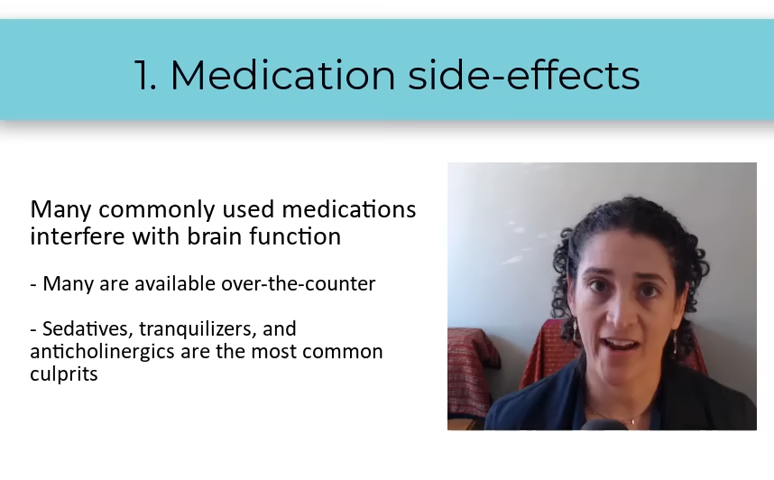 1. Medication side-effects
Many commonly used medications
interfere with brain function
- Many are available over-the-counter
- Sedatives, tranquilizers, and
anticholinergics are the most common
culprits